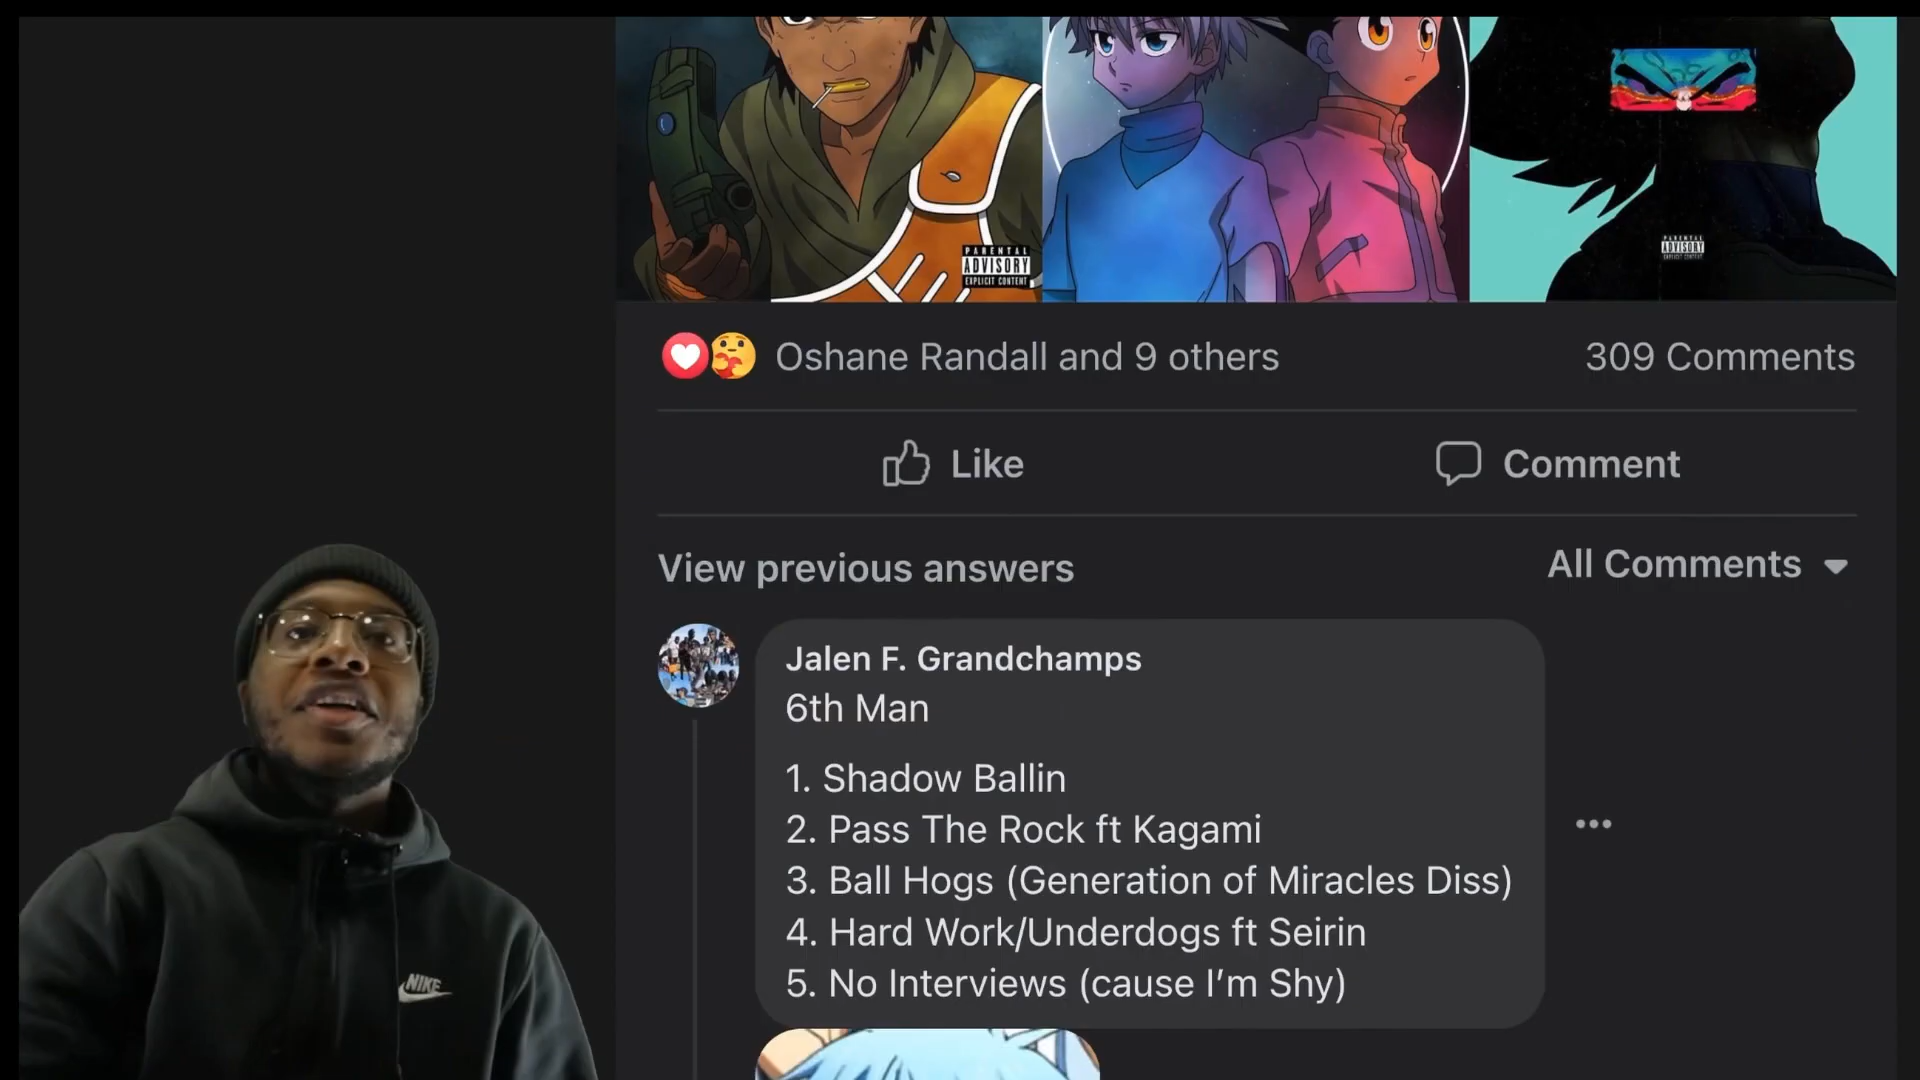 PARENTAL
ADVISORY
EXPLICIT CONTENT
PARENTAL
ADVISORY
EXPLICIT CONTENT
Oshane Randall and 9 others
309 Comments
Like
Comment
View previous answers
All Comments
Jalen F. Grandchamps
6th Man
1. Shadow Ballin
2. Pass The Rock ft Kagami
3. Ball Hogs (Generation of Miracles Diss)
4. Hard Work/Underdogs ft Seirin
5. No Interviews (cause I’m Shy)
NIKE